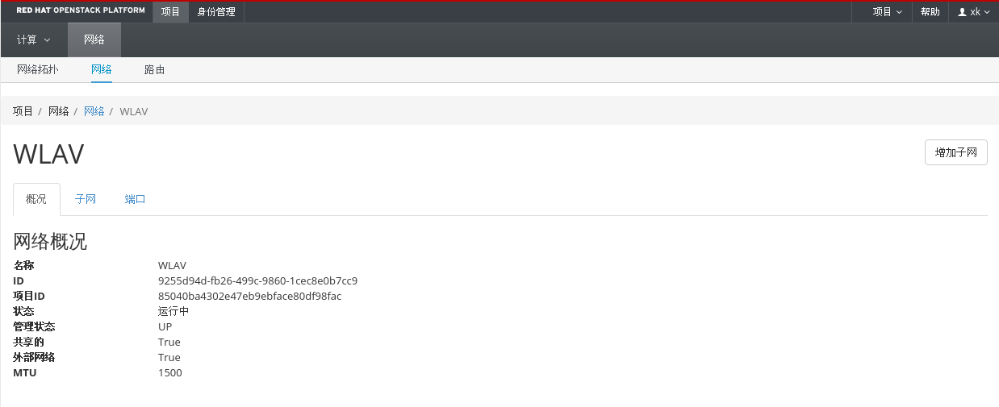 RED HAT OPENSTACK PLATFORM 项目 身份管理 项目 帮助 xk
计算 网络
网络拓扑 网络 路由
项目 / 网络 / 网络 / WLAV
WLAV 增加子网
概况 子网 端口
网络概况
名称 WLAV
ID 9255d94d-fb26-499c-9860-1cec8e0b7cc9
项目ID 85040ba4302e47eb9ebface80df98fac
状态 运行中
管理状态 UP
共享的 True
外部网络 True
MTU 1500